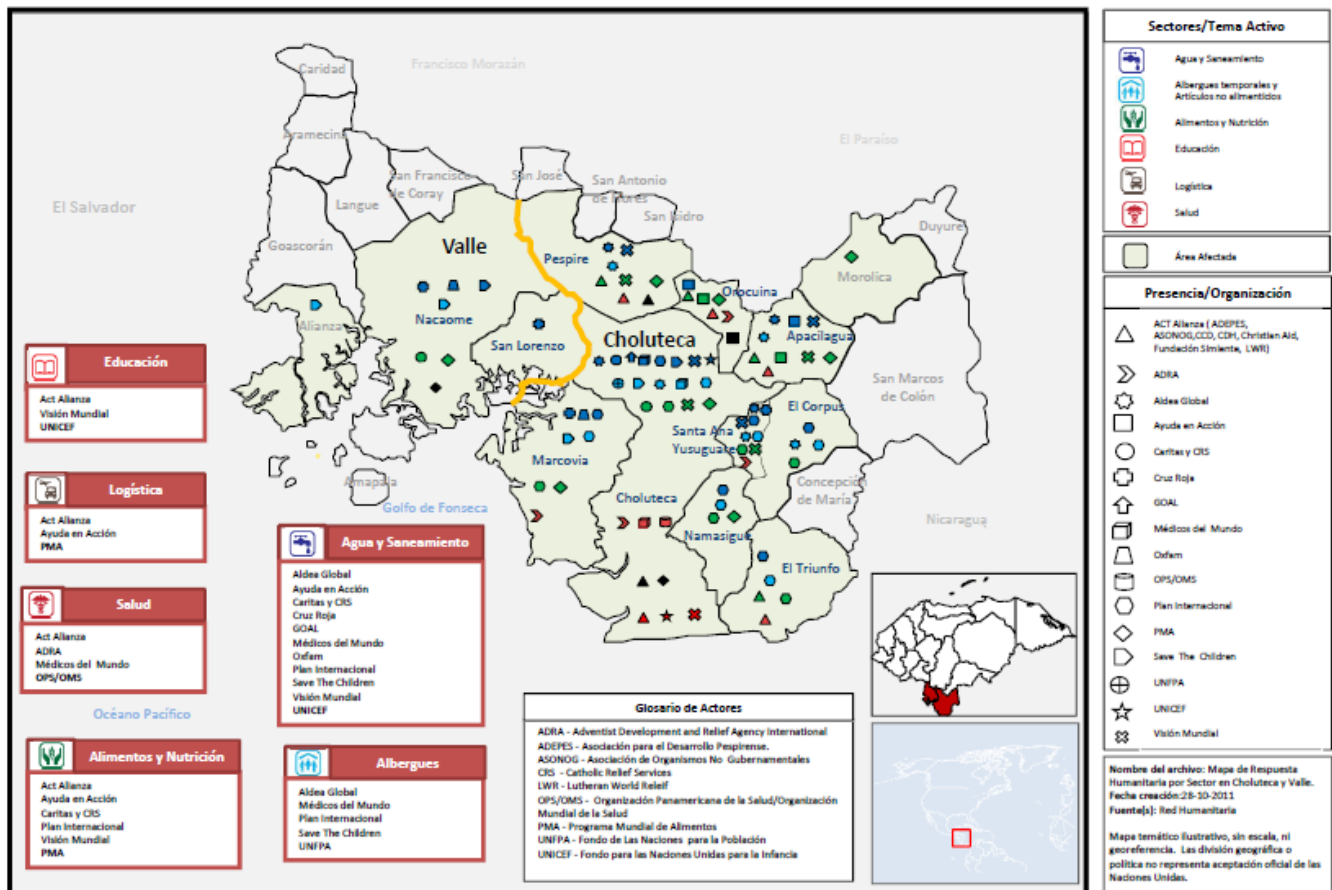 Caridad
Francisco Morazán
Aramecina
El Paraíso
San Francisco
de Coray
San José
San Antonio
de Flores
San Isidro
Langue
El Salvador
Goascorán
Duyure
Valle
Pespire
Morolica
Orocuina
Alianza
Nacaome
San Lorenzo
Choluteca
Apacilagua
San Marcos
de Colón
El Corpus
Santa Ana
Yusuguare
Marcovia
Concepción
de María
Amapala
Golfo de Fonseca
Choluteca
Namasigue
Nicaragua
El Triunfo
Océano Pacífico
Educación
Act Alianza
Visión Mundial
UNICEF
Logística
Act Alianza
Ayuda en Acción
PMA
Salud
Act Alianza
ADRA
Médicos del Mundo
OPS/OMS
Alimentos y Nutrición
Act Alianza
Ayuda en Acción
Caritas y CRS
Plan Internacional
Visión Mundial
PMA
Agua y Saneamiento
Aldea Global
Ayuda en Acción
Caritas y CRS
Cruz Roja
GOAL
Médicos del Mundo
Oxfam
Plan Internacional
Save The Children
Visión Mundial
UNICEF
Albergues
Aldea Global
Médicos del Mundo
Plan Internacional
Save The Children
UNFPA
Glosario de Actores
ADRA - Adventist Development and Relief Agency International
ADEPES - Asociación para el Desarrollo Pespirense.
ASONOG - Asociación de Organismos No Gubernamentales
CRS - Catholic Relief Services
LWR - Lutheran World Releif
OPS/OMS - Organización Panamericana de la Salud/Organización
Mundial de la Salud
PMA - Programa Mundial de Alimentos
UNFPA - Fondo de Las Naciones para la Población
UNICEF - Fondo para las Naciones Unidas para la Infancia
Sectores/Tema Activo
Agua y Saneamiento
Albergues temporales y
Artículos no alimenticios
Alimentos y Nutrición
Educación
Logística
Salud
Área Afectada
Presencia/Organización
ACT Alianza ( ADEPES,
ASONOG,CCD, CDH, Christian Aid,
Fundación Simiente, LWR)
ADRA
Aldea Global
Ayuda en Acción
Caritas y CRS
Cruz Roja
GOAL
Médicos del Mundo
Oxfam
OPS/OMS
Plan Internacional
PMA
Save The Children
UNFPA
UNICEF
Visión Mundial
Nombre del archivo: Mapa de Respuesta
Humanitaria por Sector en Choluteca y Valle.
Fecha creación:28-10-2011
Fuente(s): Red Humanitaria
Mapa temático ilustrativo, sin escala, ni
georeferencia. Las división geográfica o
política no representa aceptación oficial de las
Naciones Unidas.